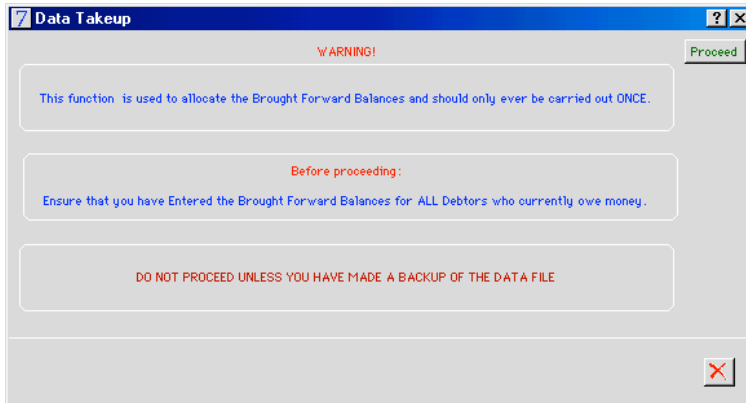 7 Data Takeup
WARNING!
Proceed
This function is used to allocate the Brought Forward Balances and should only ever be carried out ONCE.
Before proceeding:
Ensure that you have Entered the Brought Forward Balances for ALL Debtors who currently owe money.
DO NOT PROCEED UNLESS YOU HAVE MADE A BACKUP OF THE DATA FILE